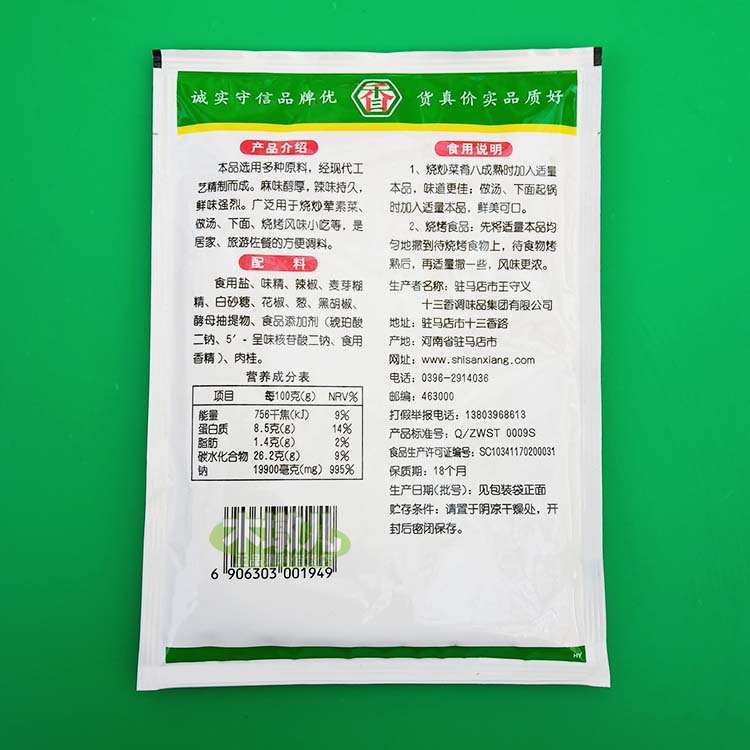 诚实守信品牌优
货真价实品质好
产品介绍
本品选用多种原料，经现代工
艺精制而成。麻味醇厚，辣味持久，
鲜味强烈。广泛用于烧炒荤素菜、
做汤、下面、烧烤风味小吃等，是
居家、旅游佐餐的方便调料。
配 料
食用盐、味精、辣椒、麦芽糊
精、白砂糖、花椒、葱、黑胡椒、
酵母抽提物、食品添加剂（琥珀酸
二钠、5′-呈味核苷酸二钠、食用
香精）、肉桂。
营养成分表
项目 每100克(g) NRV%
能量 756千焦(kJ) 9%
蛋白质 8.5克(g) 14%
脂肪 1.4克(g) 2%
碳水化合物 26.2克(g) 9%
钠 19900毫克(mg) 995%
6 906303 001949
食用说明
1、烧炒菜肴八成熟时加入适量
本品，味道更佳；做汤、下面起锅
时加入适量本品，鲜美可口。
2、烧烤食品：先将适量本品均
匀地撒到待烧烤食物上，待食物烤
熟后，再适量撒一些，风味更浓。
生产者名称：驻马店市王守义
十三香调味品集团有限公司
地址：驻马店市十三香路
产地：河南省驻马店市
网址：www·shisanxiang.com
电话：0396-2914036
邮编：463000
打假举报电话：13803968613
产品标准号：Q/ZWST 0009S
食品生产许可证编号：SC10341170200031
保质期：18个月
生产日期(批号)：见包装袋正面
贮存条件：请置于阴凉干燥处，开
封后密闭保存。
HY